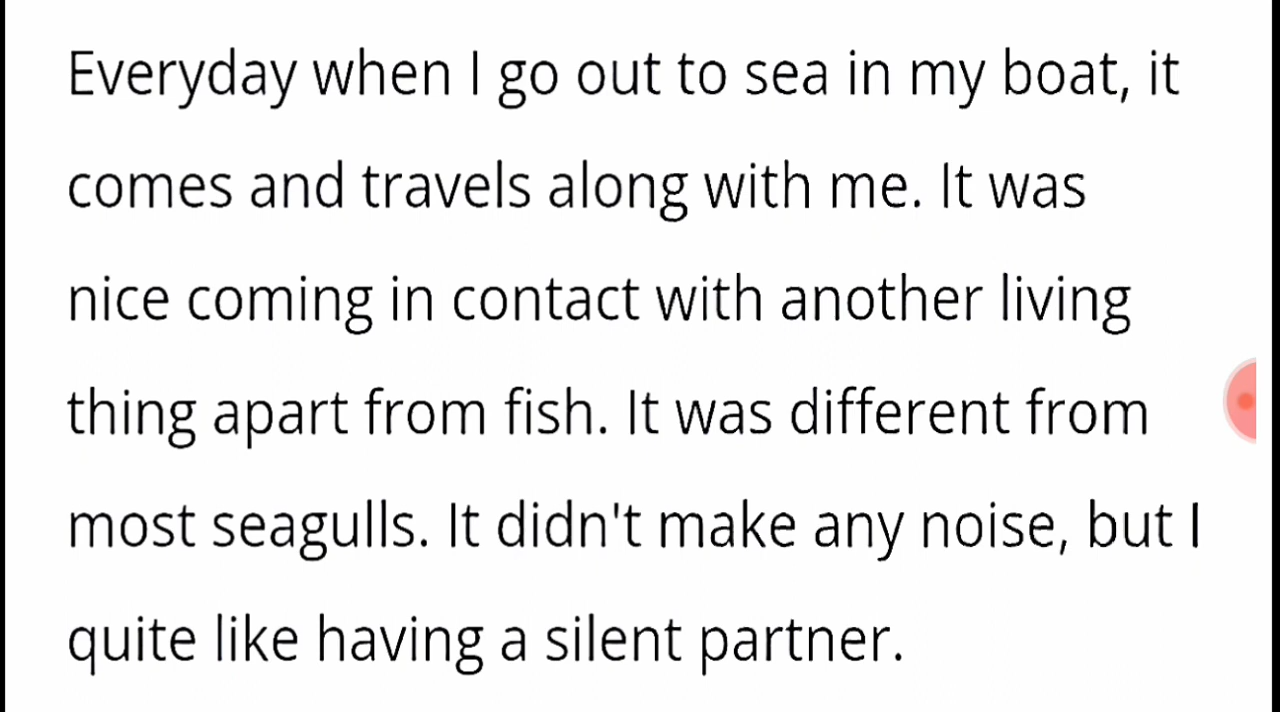 Everyday when I go out to sea in my boat, it
comes and travels along with me. It was
nice coming in contact with another living
thing apart from fish. It was different from
most seagulls. It didn't make any noise, but I
quite like having a silent partner.